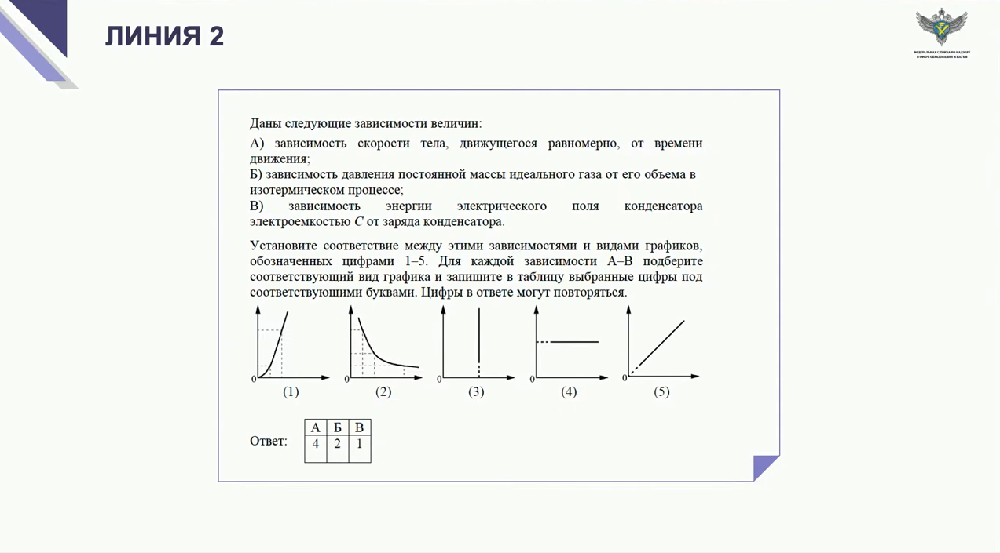 ЛИНИЯ 2
ФЕДЕРАЛЬНАЯ СЛУЖБА ПО НАДЗОРУ
В СФЕРЕ ОБРАЗОВАНИЯ И НАУКИ
Даны следующие зависимости величин:
А) зависимость скорости тела, движущегося равномерно, от времени
движения;
Б) зависимость давления постоянной массы идеального газа от его объема в
изотермическом процессе;
В) зависимость энергии электрического поля конденсатора
электроемкостью C от заряда конденсатора.
Установите соответствие между этими зависимостями и видами графиков,
обозначенных цифрами 1–5. Для каждой зависимости А–В подберите
соответствующий вид графика и запишите в таблицу выбранные цифры под
соответствующими буквами. Цифры в ответе могут повторяться.
0 0 0 0 0
(1) (2) (3) (4) (5)
А Б В
Ответ:
4 2 1